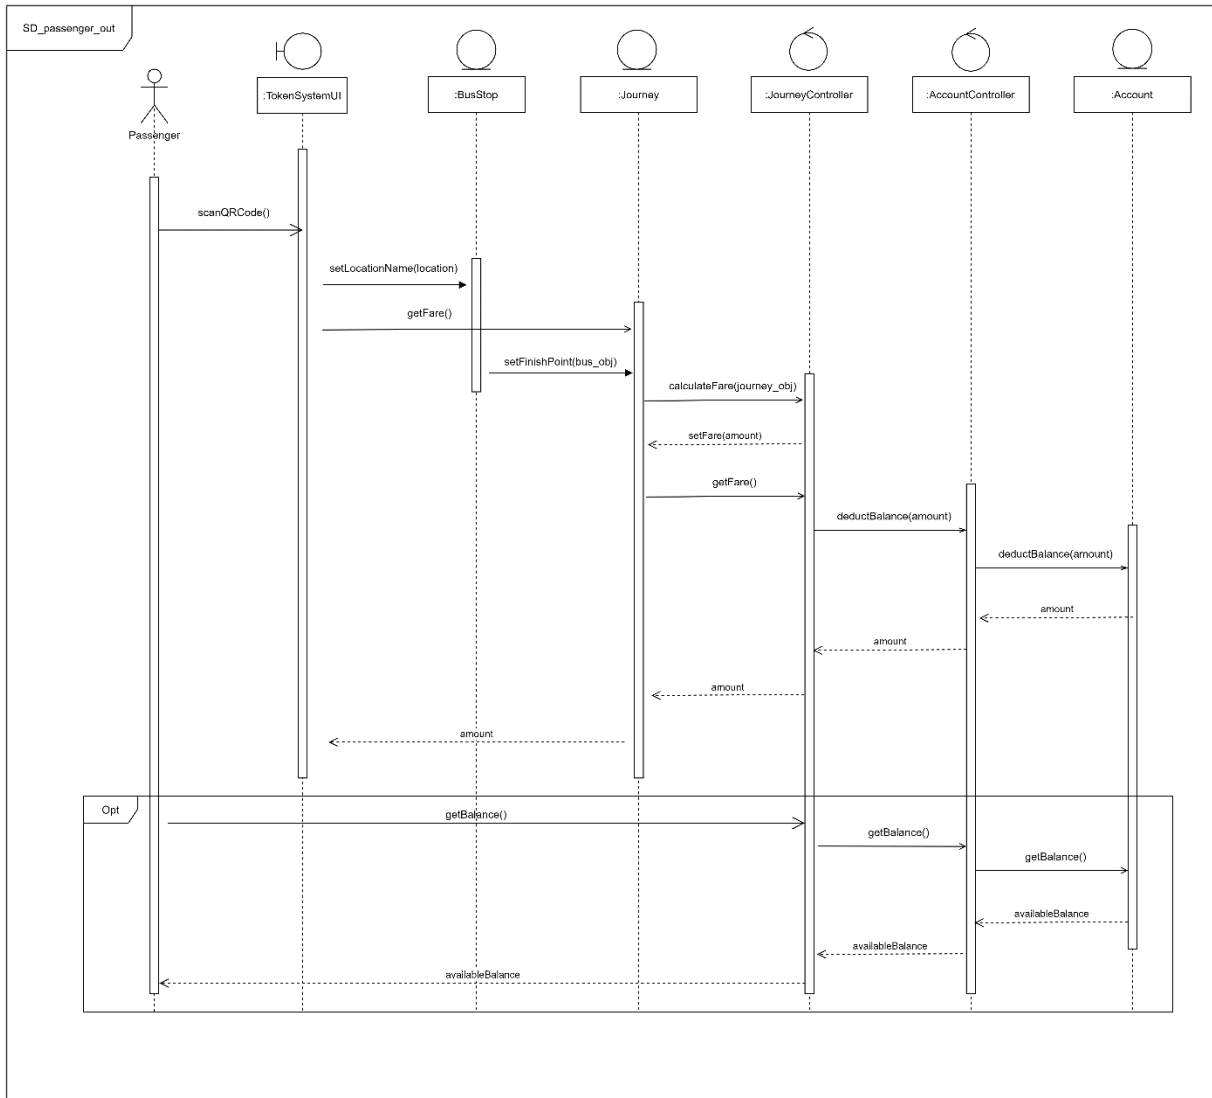 SD_passenger_out
:TokenSystemUI
:BusStop
:Journey
:JourneyController
:AccountController
:Account
Passenger
scanQRCode()
setLocationName(location)
getFare()
setFinishPoint(bus_obj)
calculateFare(journey_obj)
setFare(amount)
getFare()
deductBalance(amount)
deductBalance(amount)
amount
amount
amount
amount
Opt
getBalance()
getBalance()
getBalance()
availableBalance
availableBalance
availableBalance